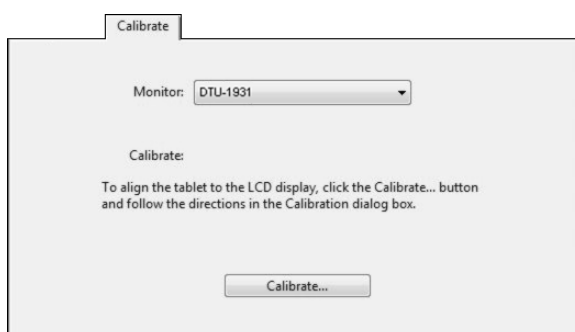 Calibrate
Monitor: DTU-1931
Calibrate:
To align the tablet to the LCD display, click the Calibrate... button
and follow the directions in the Calibration dialog box.
Calibrate...